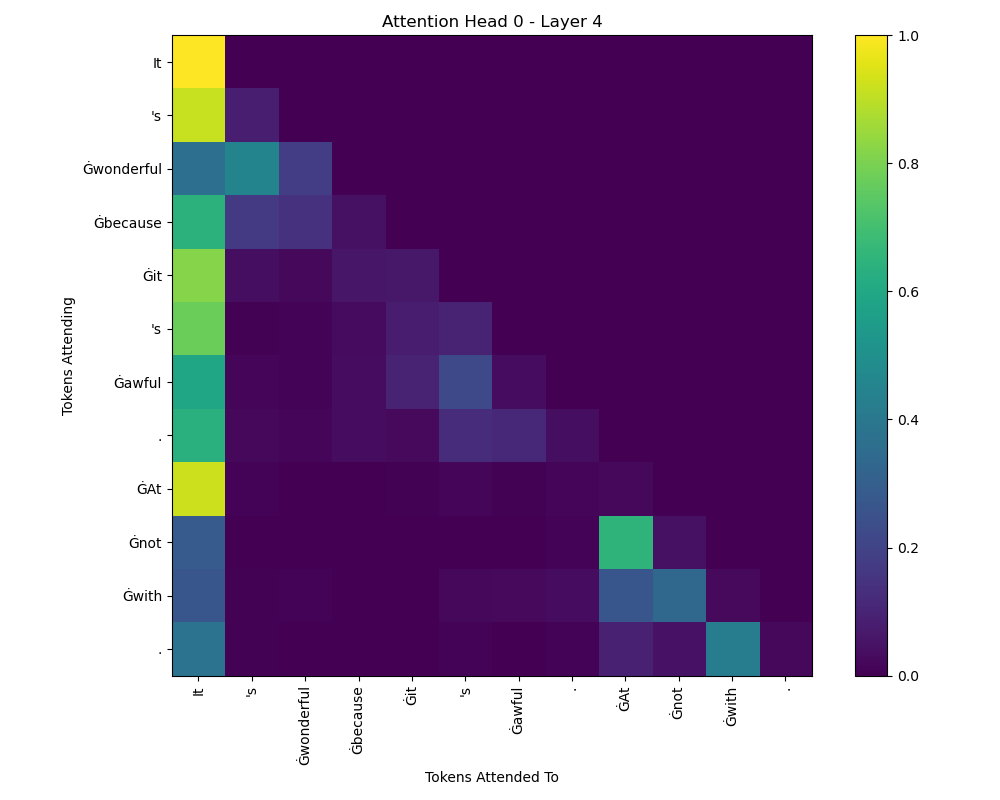 Attention Head 0 - Layer 4
It
's
Ġwonderful
Ġbecause
Ġit
's
Ġawful
.
ĠAt
Ġnot
Ġwith
.
Tokens Attending
It
's
Ġwonderful
Ġbecause
Ġit
's
Ġawful
.
ĠAt
Ġnot
Ġwith
.
Tokens Attended To
1.0
0.8
0.6
0.4
0.2
0.0